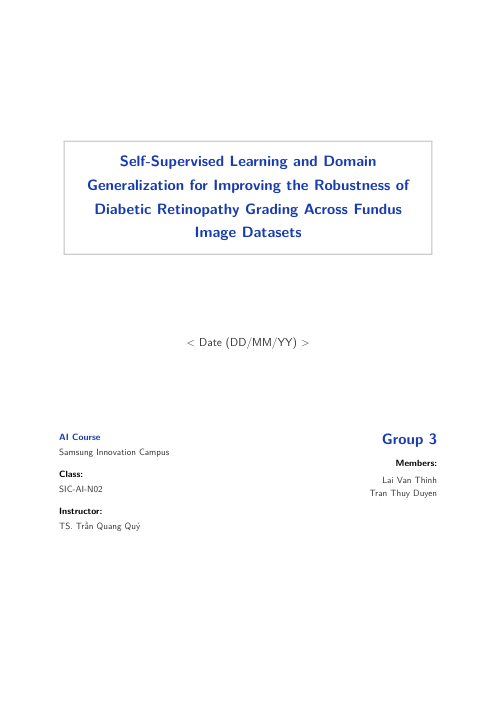 Self-Supervised Learning and Domain
Generalization for Improving the Robustness of
Diabetic Retinopathy Grading Across Fundus
Image Datasets
< Date (DD/MM/YY) >
AI Course
Samsung Innovation Campus
Class:
SIC-AI-N02
Instructor:
TS. Trần Quang Quý
Group 3
Members:
Lai Van Thinh
Tran Thuy Duyen